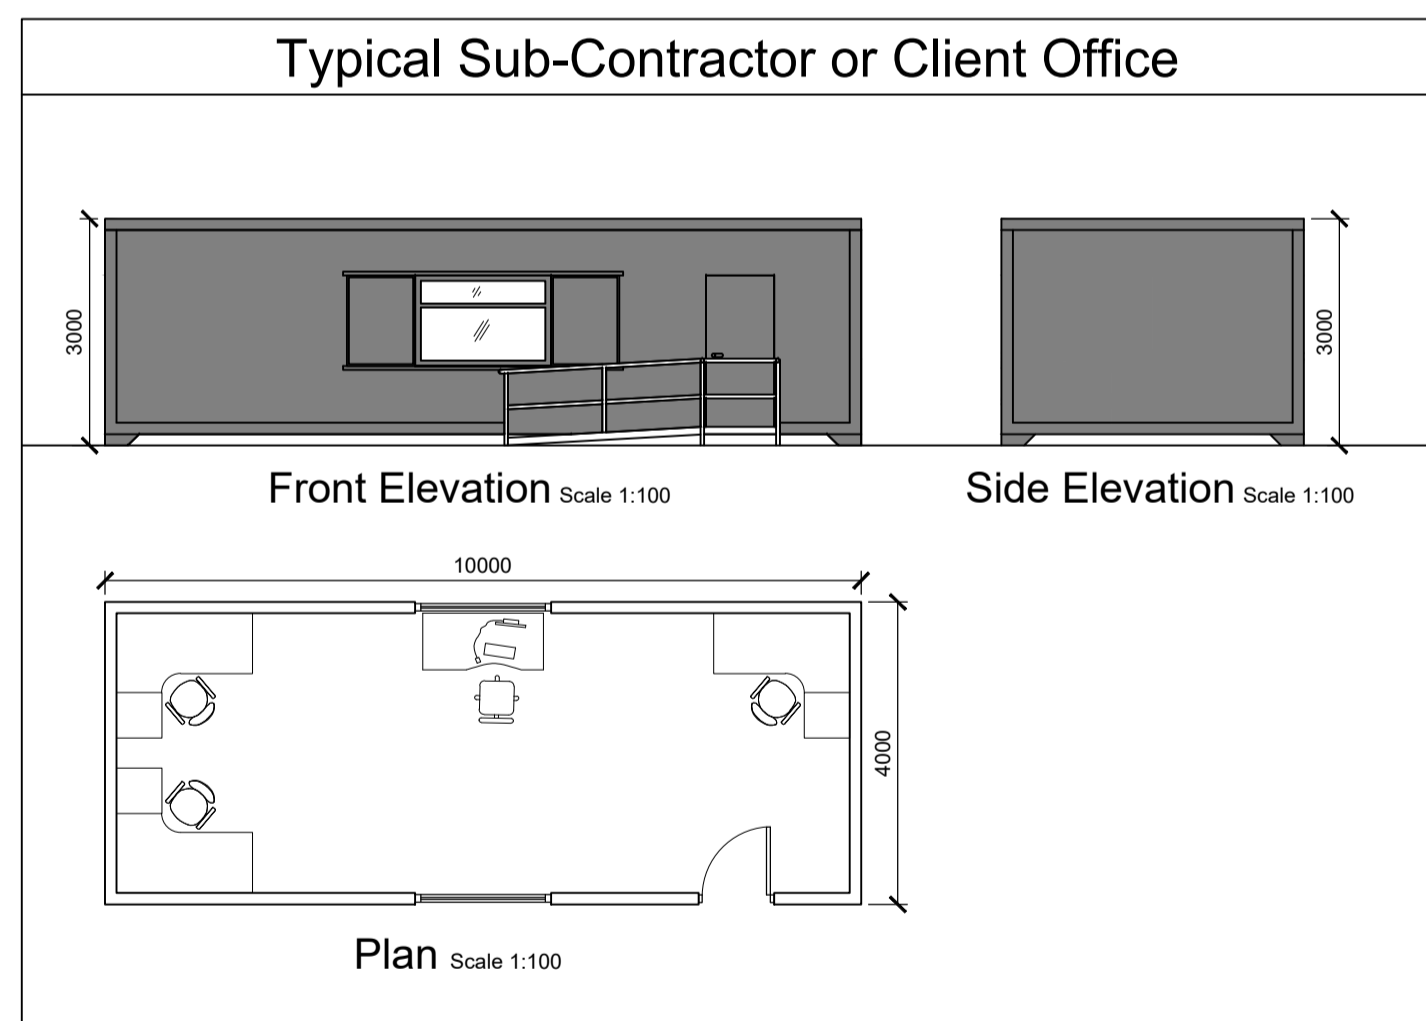 Typical Sub-Contractor or Client Office
3000
3000
Front Elevation Scale 1:100
Side Elevation Scale 1:100
10000
4000
Plan Scale 1:100